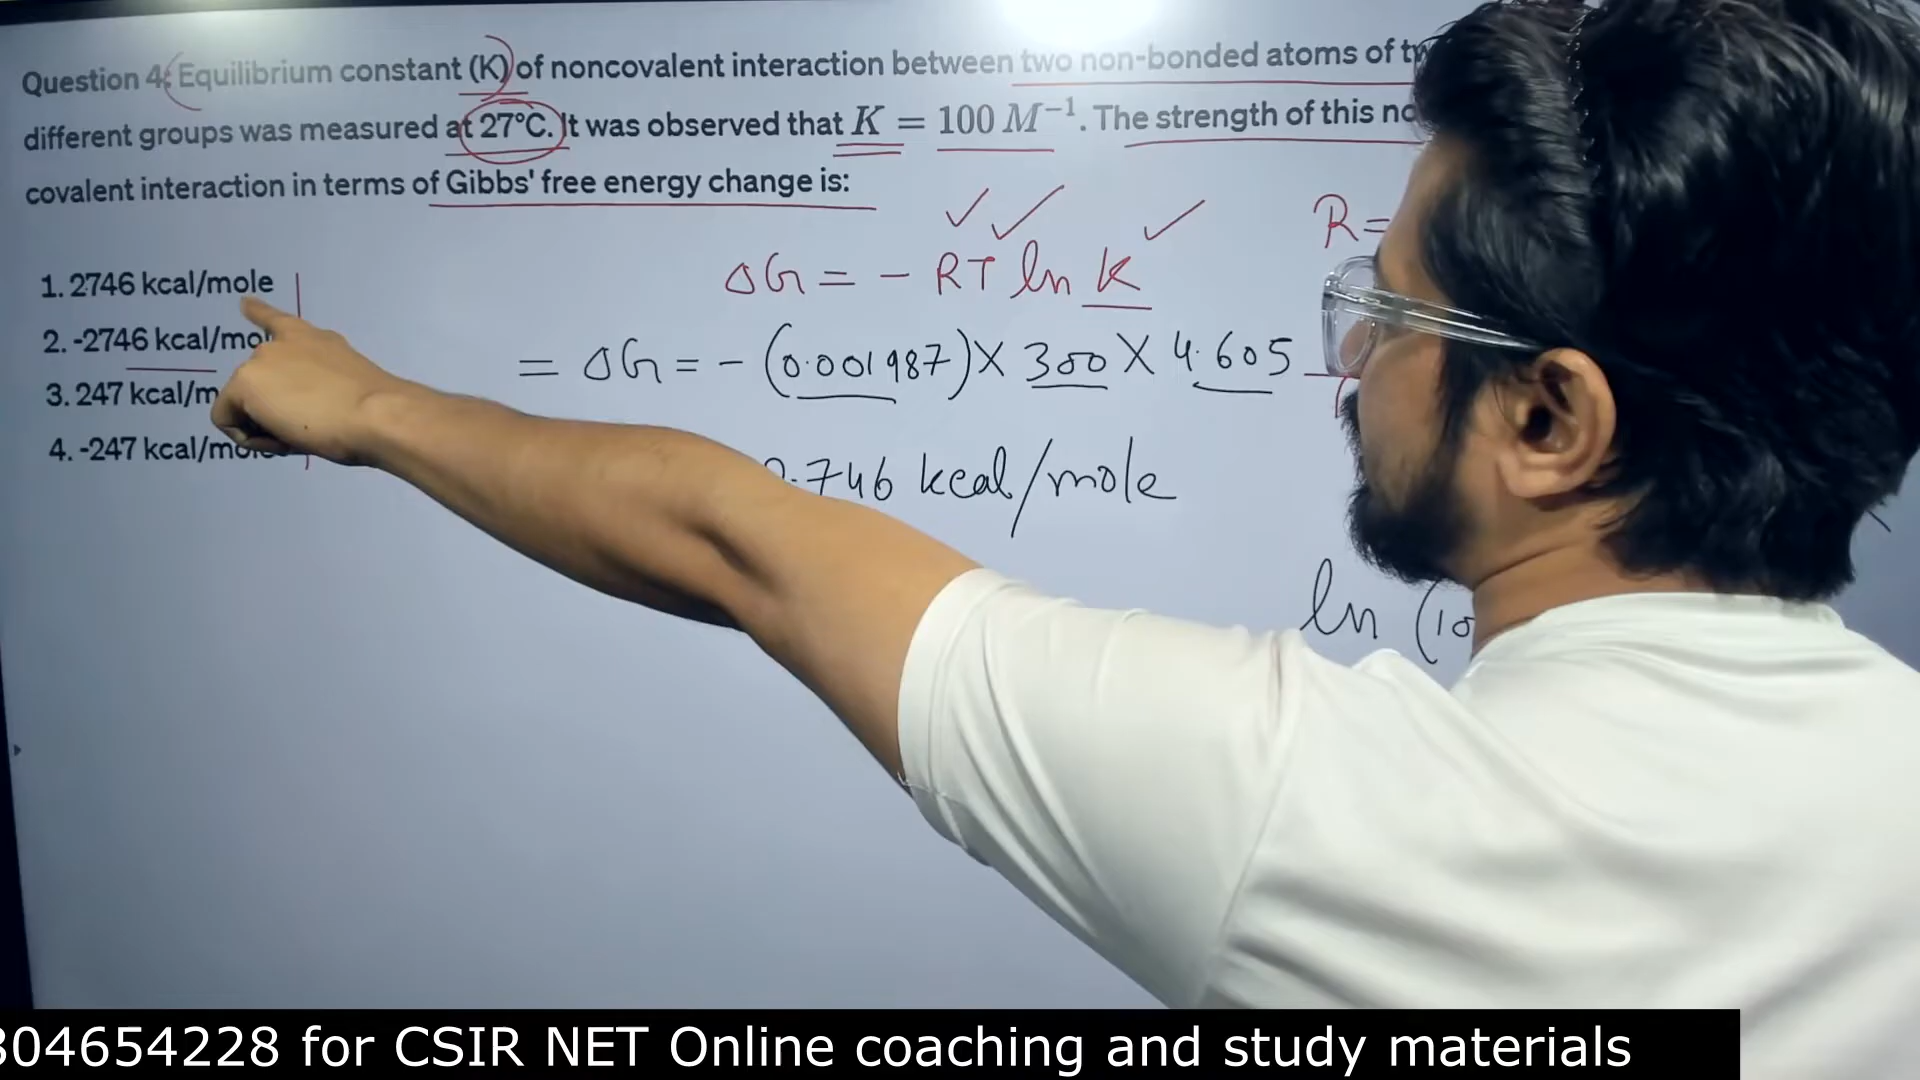 Question 4: Equilibrium constant (K) of noncovalent interaction between two non-bonded atoms of
different groups was measured at 27°C. It was observed that K = 100 M⁻¹. The strength of this
covalent interaction in terms of Gibbs' free energy change is:
1. 2746 kcal/mole
2. -2746 kcal/mo
3. 247 kcal/m
4. -247 kcal/mole
ΔG = - RT ln K
R=
= ΔG = - (0.001987) X 300 X 4.605
.746 kcal/mole
ln (10
304654228 for CSIR NET Online coaching and study materials